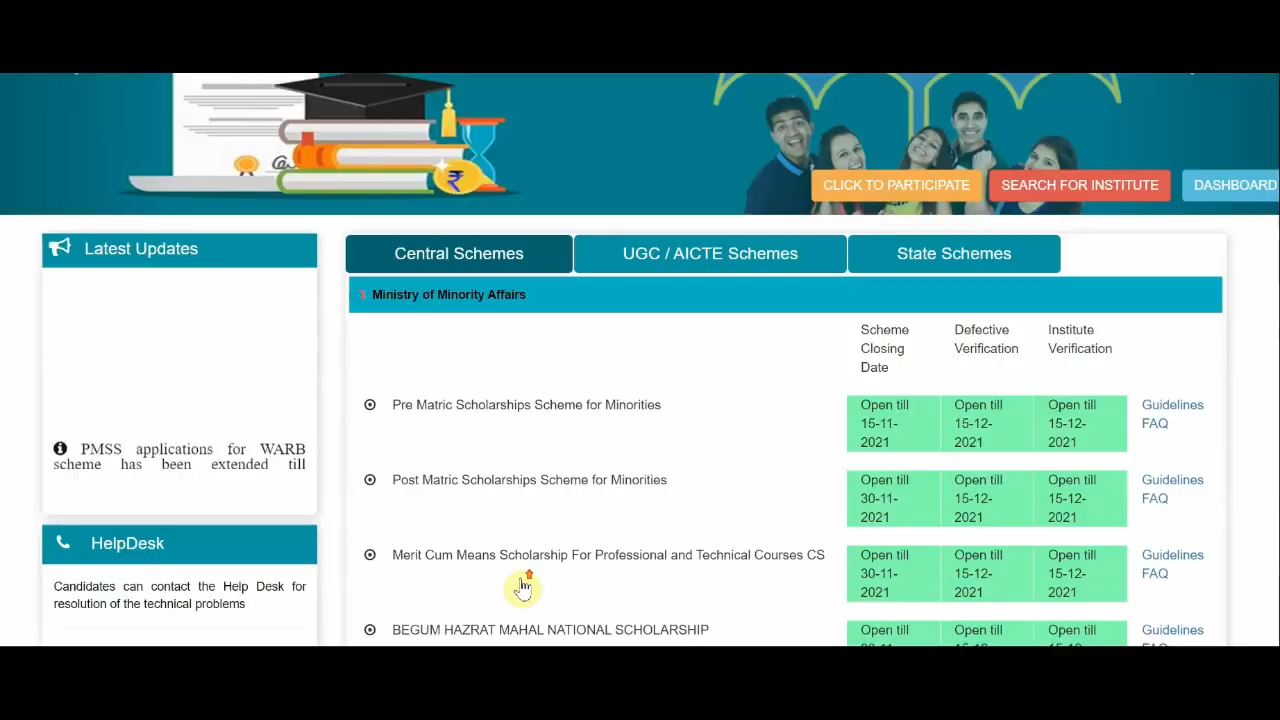 CLICK TO PARTICIPATE SEARCH FOR INSTITUTE DASHBOARD
Latest Updates
PMSS applications for WARB
scheme has been extended till
HelpDesk
Candidates can contact the Help Desk for
resolution of the technical problems
Central Schemes UGC / AICTE Schemes State Schemes
Ministry of Minority Affairs
Scheme Closing Date
Defective Verification
Institute Verification
Pre Matric Scholarships Scheme for Minorities
Open till 15-11-2021
Open till 15-12-2021
Open till 15-12-2021
Guidelines
FAQ
Post Matric Scholarships Scheme for Minorities
Open till 30-11-2021
Open till 15-12-2021
Open till 15-12-2021
Guidelines
FAQ
Merit Cum Means Scholarship For Professional and Technical Courses CS
Open till 30-11-2021
Open till 15-12-2021
Open till 15-12-2021
Guidelines
FAQ
BEGUM HAZRAT MAHAL NATIONAL SCHOLARSHIP
Open till
Open till
Open till
Guidelines